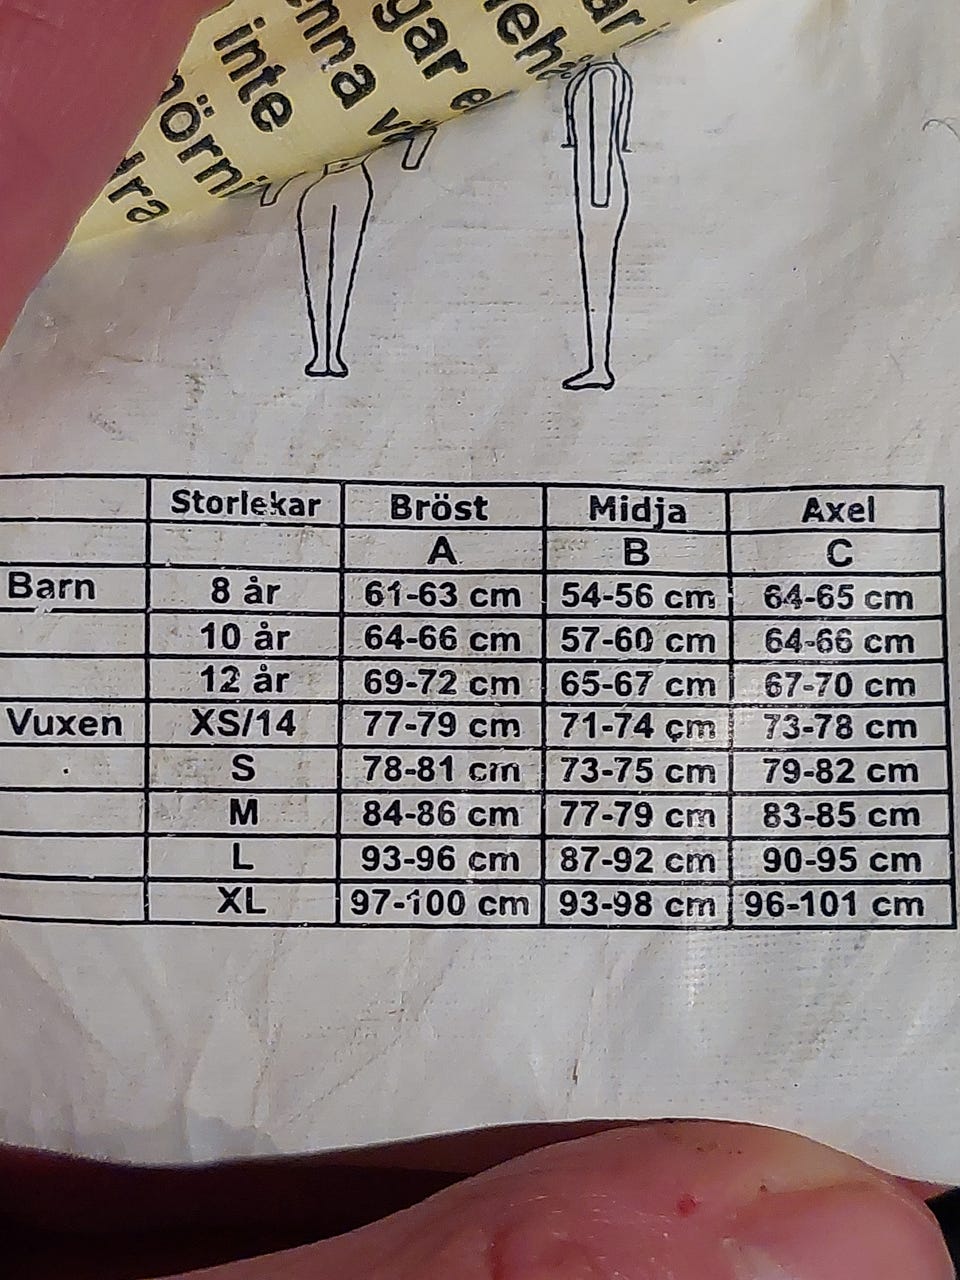 inte
Storlekar Bröst Midja Axel
A B C
Barn 8 år 61-63 cm 54-56 cm 64-65 cm
10 år 64-66 cm 57-60 cm 64-66 cm
12 år 69-72 cm 65-67 cm 67-70 cm
Vuxen XS/14 77-79 cm 71-74 cm 73-78 cm
S 78-81 cm 73-75 cm 79-82 cm
M 84-86 cm 77-79 cm 83-85 cm
L 93-96 cm 87-92 cm 90-95 cm
XL 97-100 cm 93-98 cm 96-101 cm